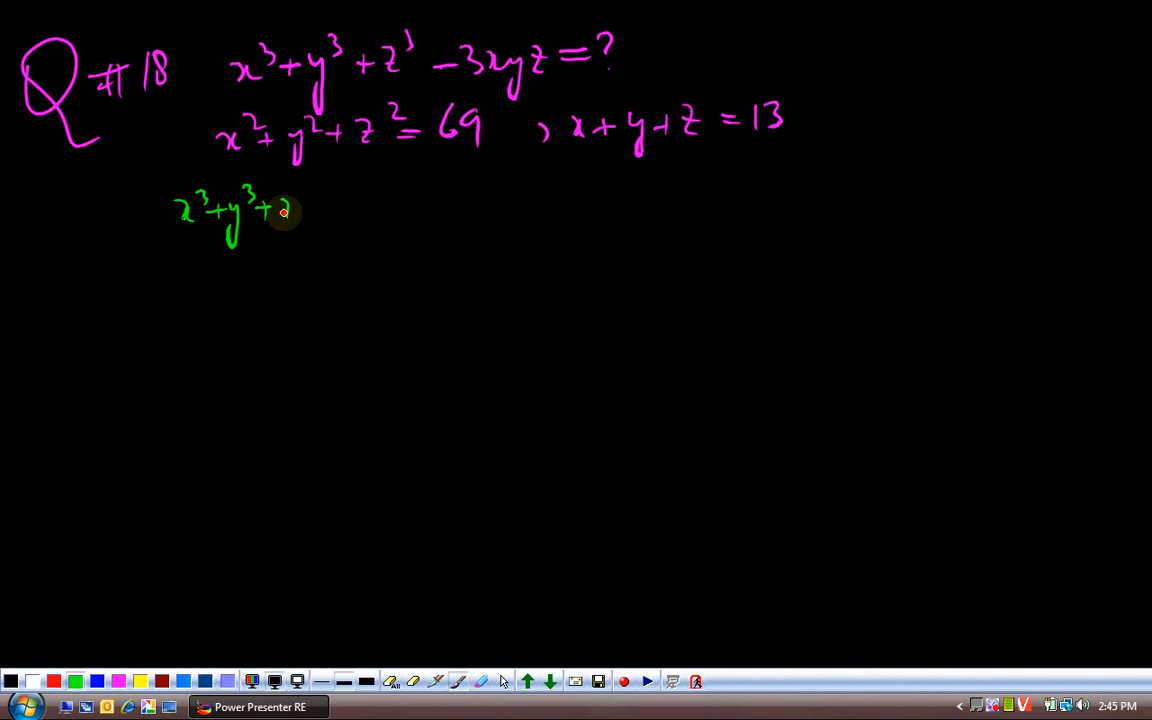 Q # 18 x³+y³+z³-3xyz=?
x²+y²+z²=69 , x+y+z=13
x³+y³+z
Power Presenter RE
2:45 PM